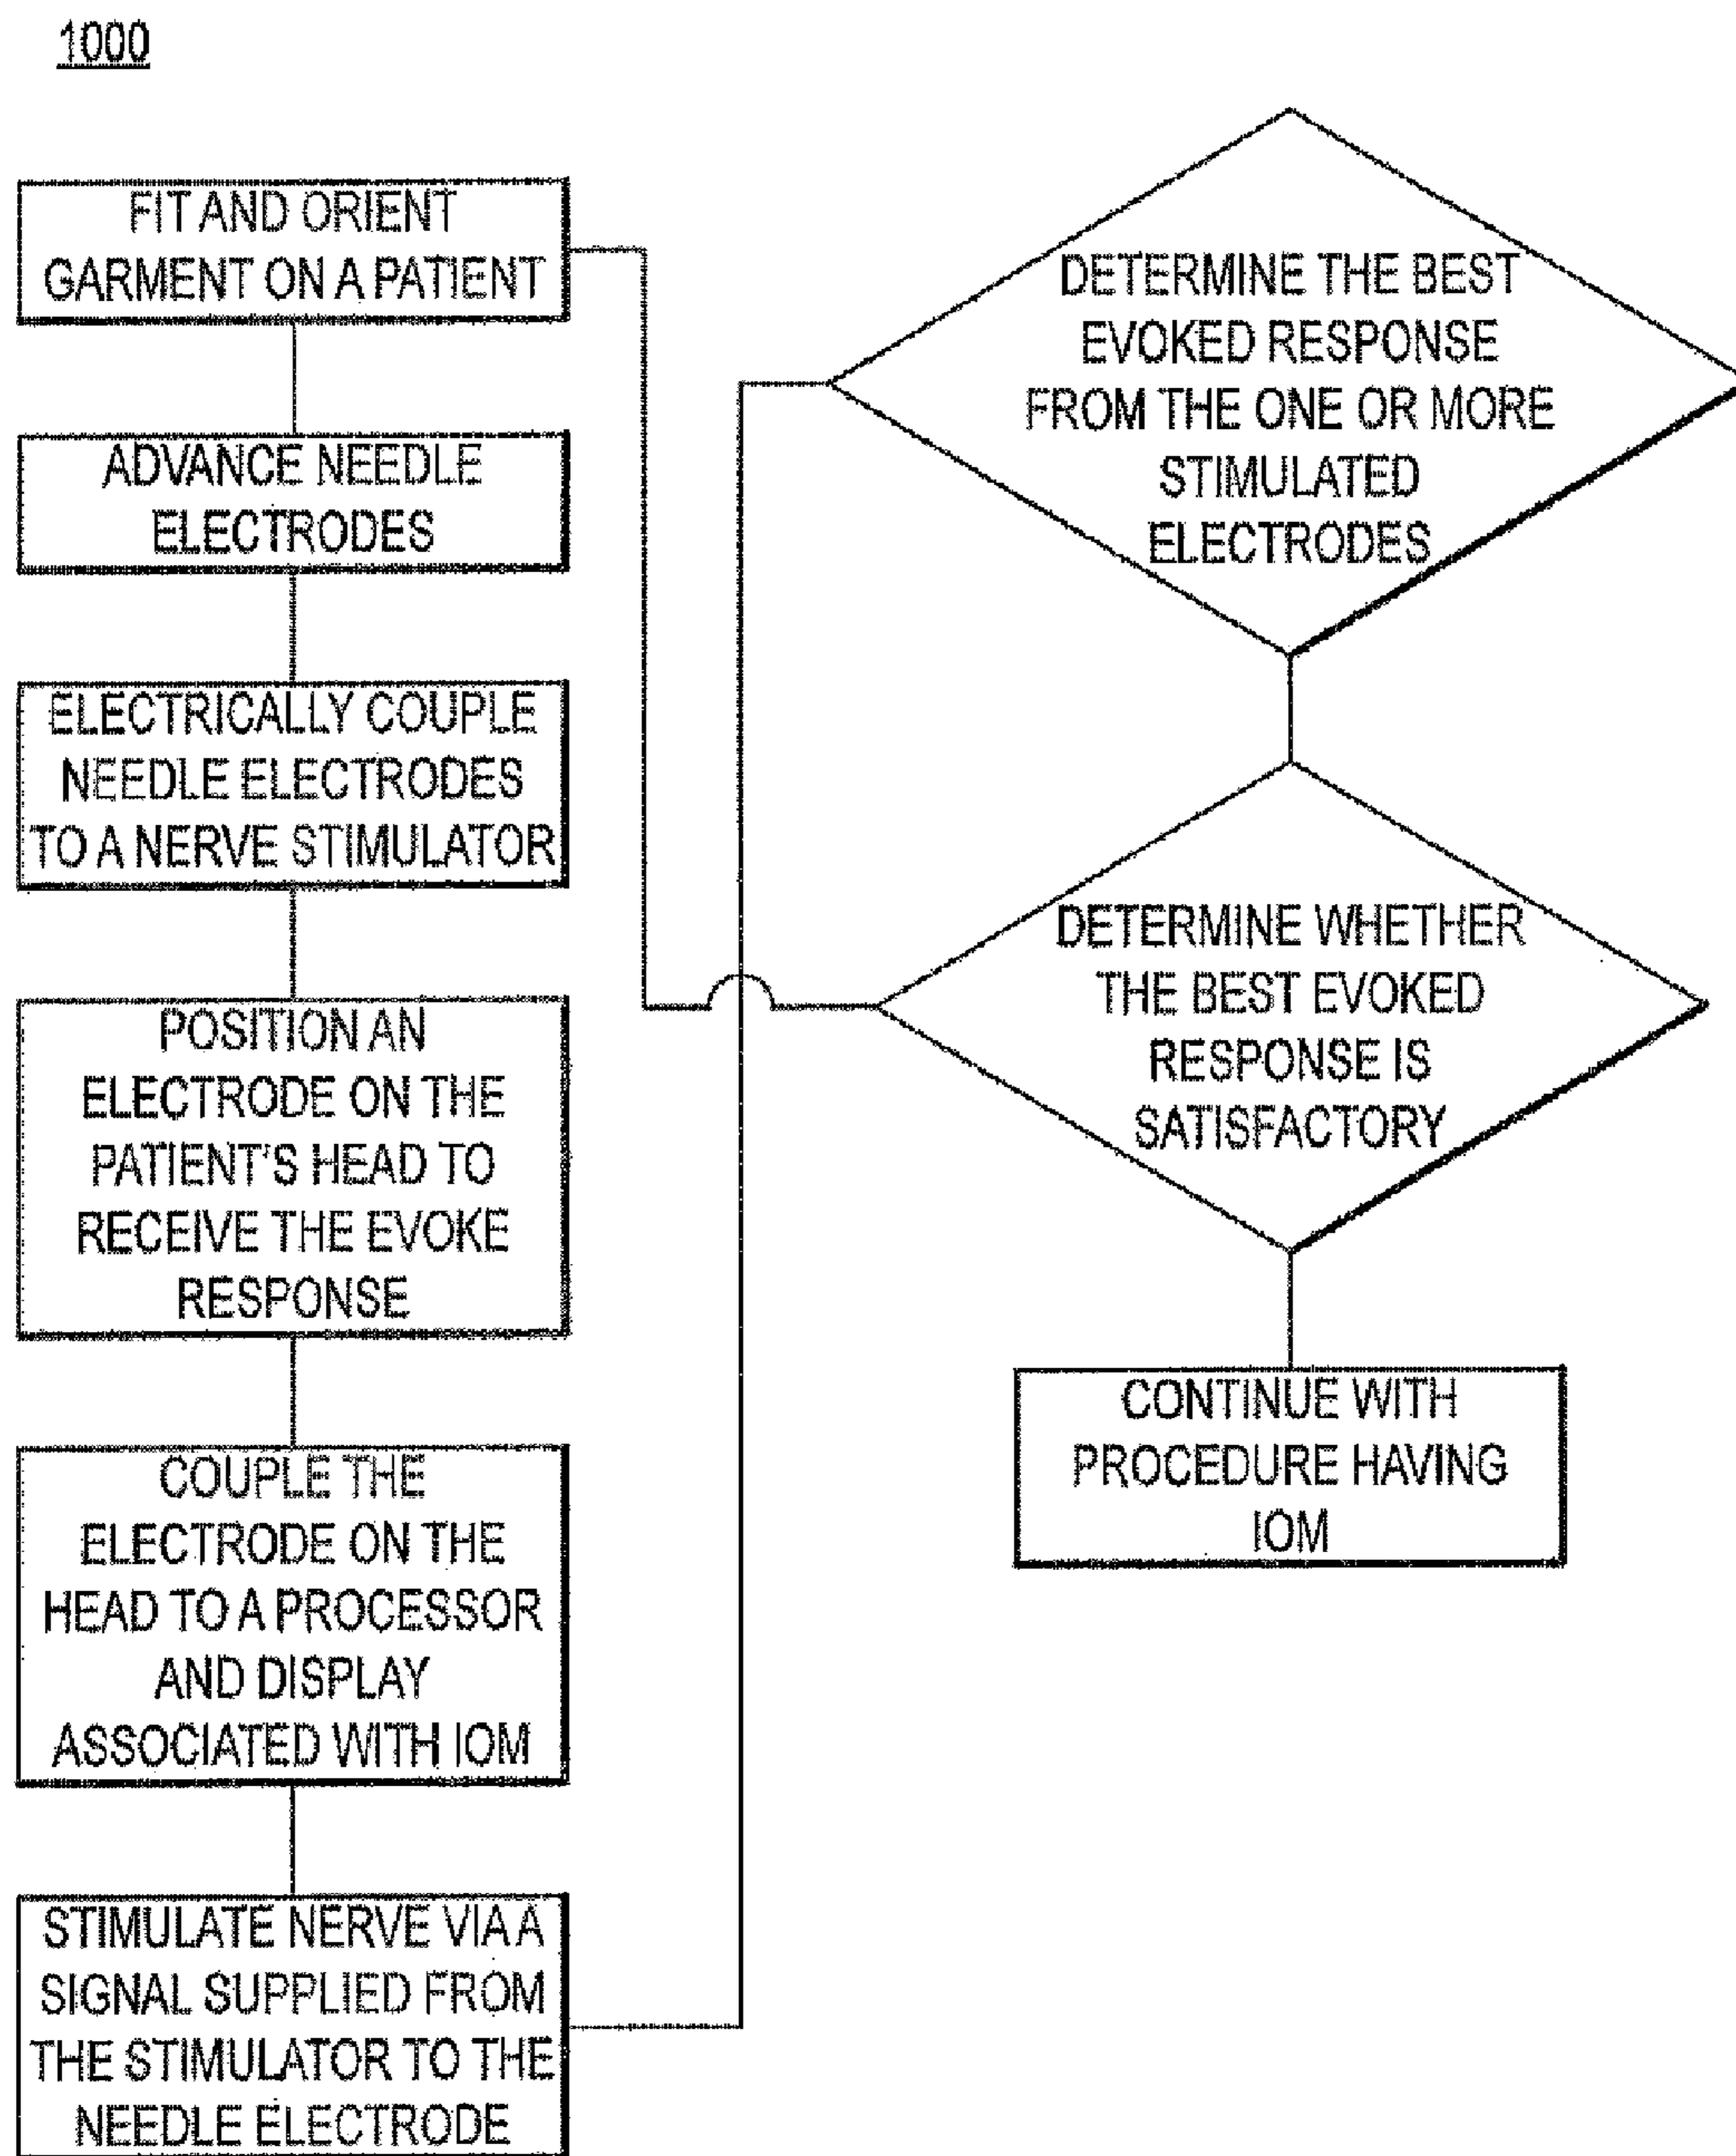 1000
FIT AND ORIENT
GARMENT ON A PATIENT
ADVANCE NEEDLE
ELECTRODES
ELECTRICALLY COUPLE
NEEDLE ELECTRODES
TO A NERVE STIMULATOR
POSITION AN
ELECTRODE ON THE
PATIENT'S HEAD TO
RECEIVE THE EVOKE
RESPONSE
COUPLE THE
ELECTRODE ON THE
HEAD TO A PROCESSOR
AND DISPLAY
ASSOCIATED WITH IOM
STIMULATE NERVE VIA A
SIGNAL SUPPLIED FROM
THE STIMULATOR TO THE
NEEDLE ELECTRODE
DETERMINE THE BEST
EVOKED RESPONSE
FROM THE ONE OR MORE
STIMULATED
ELECTRODES
DETERMINE WHETHER
THE BEST EVOKED
RESPONSE IS
SATISFACTORY
CONTINUE WITH
PROCEDURE HAVING
IOM